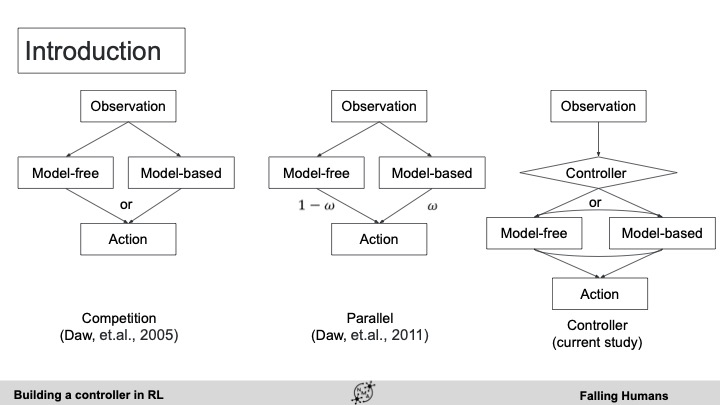 Introduction
Observation
Model-free
Model-based
or
Action
Competition
(Daw, et.al., 2005)
Observation
Model-free
Model-based
1 − ω
ω
Action
Parallel
(Daw, et.al., 2011)
Observation
Controller
or
Model-free
Model-based
Action
Controller
(current study)
Building a controller in RL
Falling Humans